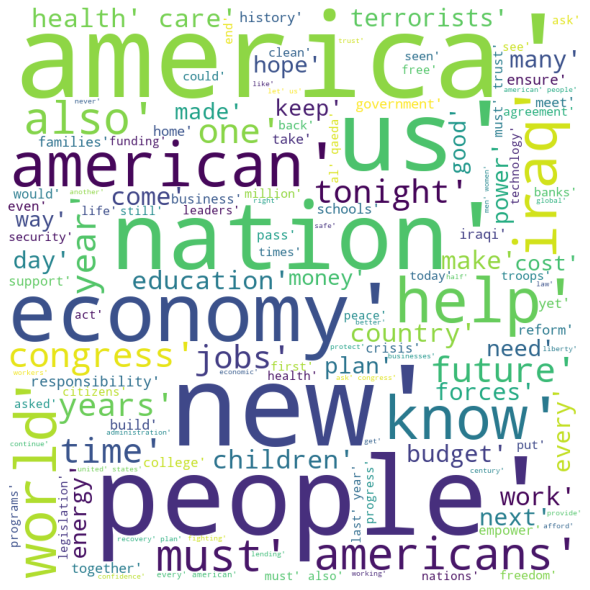 health' care'
history'
terrorists'
ask'
america'
end'
clean'
hope'
many'
see'
could'
trust'
seen'
free'
ensure'
like'
let' us'
american' people'
also'
made'
one'
keep'
us'
good'
government'
must'
trust'
meet'
agreement'
iraq'
never'
families'
home'
back'
funding'
take'
al' qaeda'
power'
technology'
american'
another'
tonight'
men' women'
banks'
global'
would'
come'
business'
million'
even'
life'
still'
leaders'
right'
schools'
iraqi'
way'
year'
nation'
security'
safe'
pass'
make'
cost'
day'
times'
support'
education'
money'
today'
half'
troops'
law'
economy'
help'
yet'
act'
peace'
better'
country'
reform'
protect'
businesses'
liberty'
congress'
jobs'
first'
plan'
crisis'
need'
future'
workers'
economic'
health'
ask' congress'
responsibility'
citizens'
new'
know'
forces'
every'
world'
years'
asked'
build'
administration'
get'
put'
time'
continue'
college'
children'
budget'
united' states'
century'
energy'
legislation'
programs'
people'
last' year'
progress'
work'
next'
provide'
empower'
afford'
recovery' plan'
fighting'
lending'
must'
americans'
together'
confidence'
every' american'
must' also'
working'
nations'
freedom'